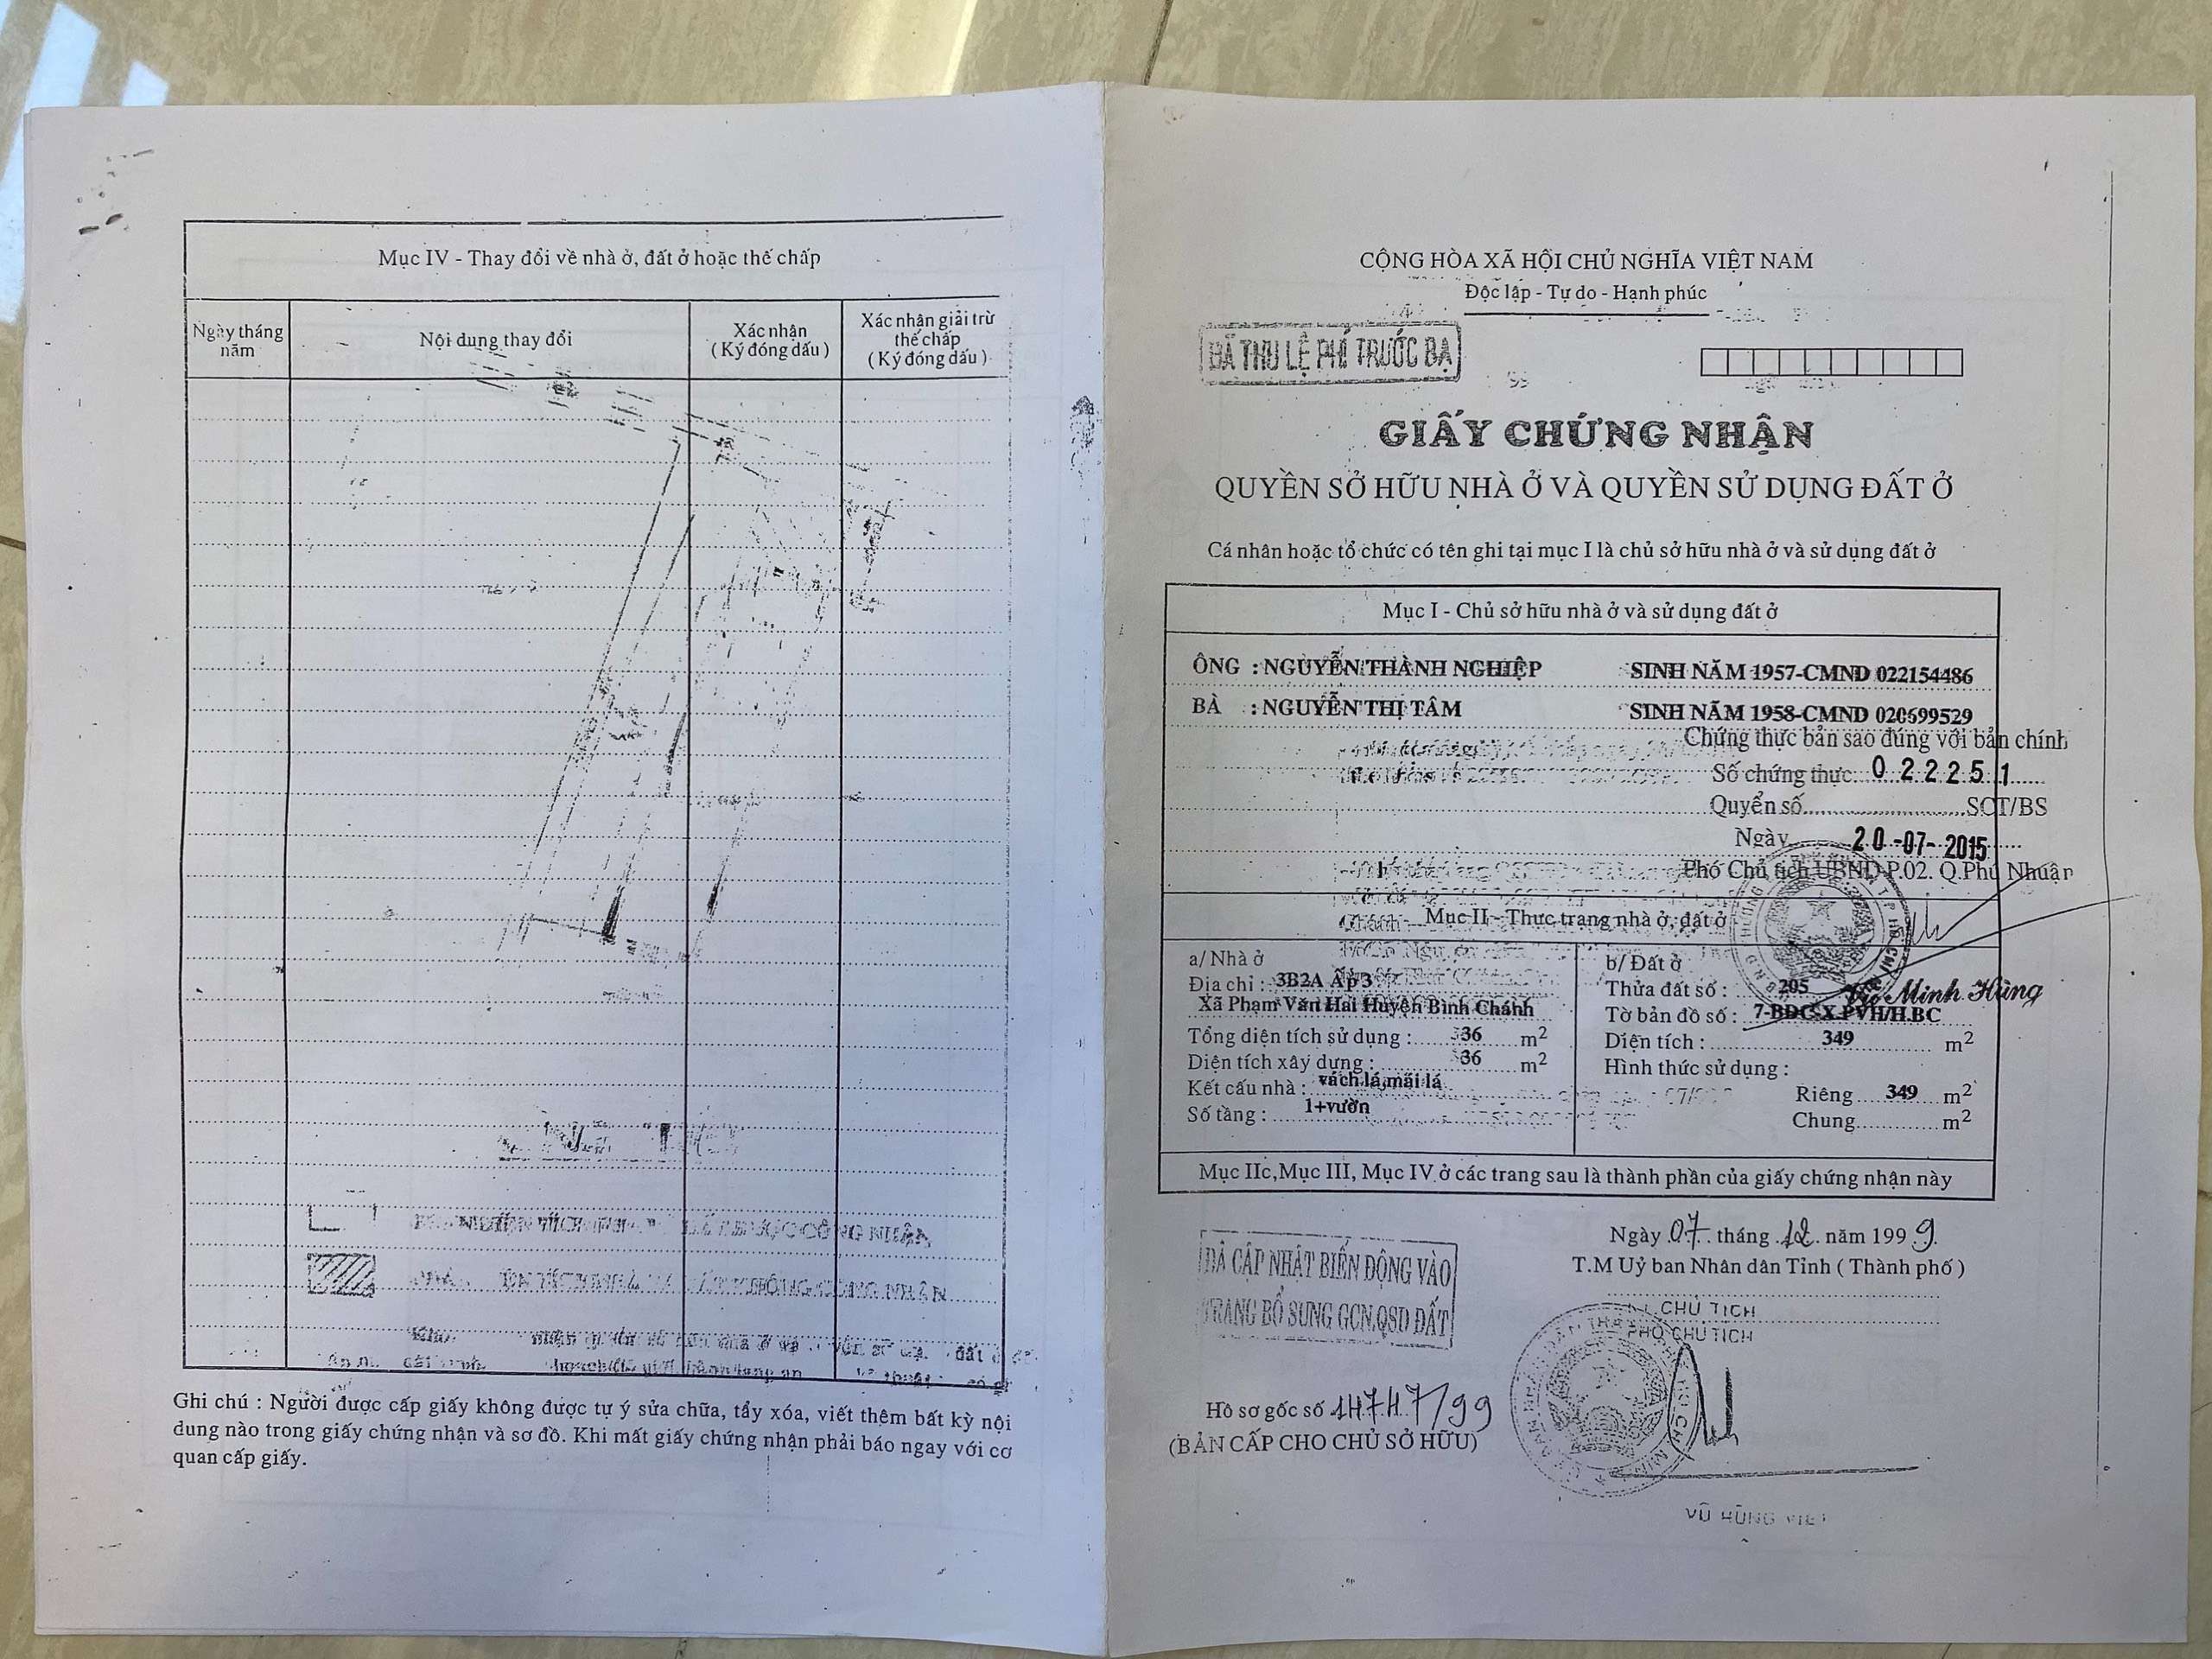 Mục IV - Thay đổi về nhà ở, đất ở hoặc thế chấp
Ngày tháng năm
Nội dung thay đổi
Xác nhận
( Ký đóng dấu )
Xác nhận giải trừ thế chấp
( Ký đóng dấu )
CÔNG NHẬN
Ghi chú : Người được cấp giấy không được tự ý sửa chữa, tẩy xóa, viết thêm bất kỳ nội
dung nào trong giấy chứng nhận và sơ đồ. Khi mất giấy chứng nhận phải báo ngay với cơ
quan cấp giấy.
CỘNG HÒA XÃ HỘI CHỦ NGHĨA VIỆT NAM
Độc lập - Tự do - Hạnh phúc
ĐÃ THU LỆ PHÍ TRƯỚC BẠ
GIẤY CHỨNG NHẬN
QUYỀN SỞ HỮU NHÀ Ở VÀ QUYỀN SỬ DỤNG ĐẤT Ở
Cá nhân hoặc tổ chức có tên ghi tại mục I là chủ sở hữu nhà ở và sử dụng đất ở
Mục I - Chủ sở hữu nhà ở và sử dụng đất ở
ÔNG : NGUYỄN THÀNH NGHIỆP SINH NĂM 1957-CMND 022154486
BÀ : NGUYỄN THỊ TÂM SINH NĂM 1958-CMND 020699529
Chứng thực bản sao đúng với bản chính
Số chứng thực: 022251
Quyển số.......................SCT/BS
Ngày 20-07-2015
Phó Chủ tịch UBND P.02. Q.Phú Nhuận
Mục II - Thực trạng nhà ở, đất ở
a/ Nhà ở
Địa chỉ : 3B2A Ấp 3
Xã Phạm Văn Hai Huyện Bình Chánh
Tổng diện tích sử dụng : 36 m2
Diện tích xây dựng : 36 m2
Kết cấu nhà : vách lá,mái lá
Số tầng : 1+vườn
b/ Đất ở
Thửa đất số : 205
Minh Hùng
Tờ bản đồ số : 7-BĐC-X.PVH/H.BC
Diện tích : 349 m2
Hình thức sử dụng :
Riêng 349 m2
Chung............m2
Mục IIc,Mục III, Mục IV ở các trang sau là thành phần của giấy chứng nhận này
Ngày 07 tháng 12 năm 1999
T.M Uỷ ban Nhân dân Tỉnh ( Thành phố )
CHỦ TỊCH
PHÓ CHỦ TỊCH
ĐÃ CẬP NHẬT BIẾN ĐỘNG VÀO
TRANG BỔ SUNG GCN.QSD ĐẤT
Hồ sơ gốc số 14747/99
(BẢN CẤP CHO CHỦ SỞ HỮU)
VŨ HÙNG VIỆT